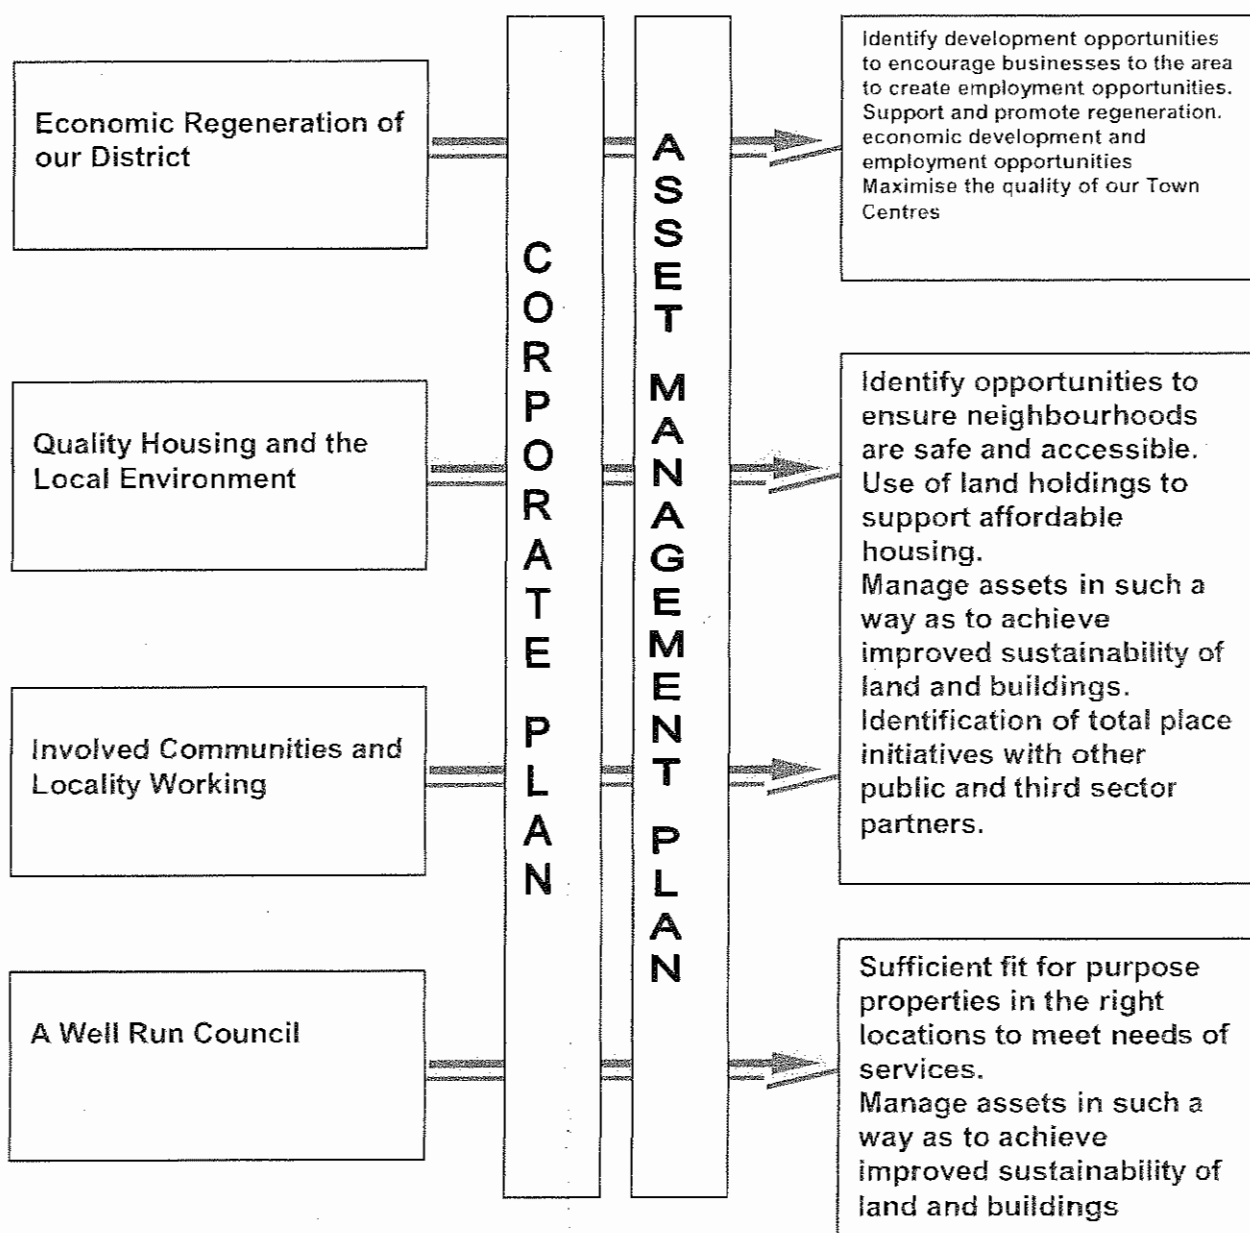 Economic Regeneration of
our District
Quality Housing and the
Local Environment
Involved Communities and
Locality Working
A Well Run Council
CORPORATE PLAN
ASSET MANAGEMENT PLAN
Identify development opportunities
to encourage businesses to the area
to create employment opportunities.
Support and promote regeneration.
economic development and
employment opportunities
Maximise the quality of our Town
Centres
Identify opportunities to
ensure neighbourhoods
are safe and accessible.
Use of land holdings to
support affordable
housing.
Manage assets in such a
way as to achieve
improved sustainability of
land and buildings.
Identification of total place
initiatives with other
public and third sector
partners.
Sufficient fit for purpose
properties in the right
locations to meet needs of
services.
Manage assets in such a
way as to achieve
improved sustainability of
land and buildings